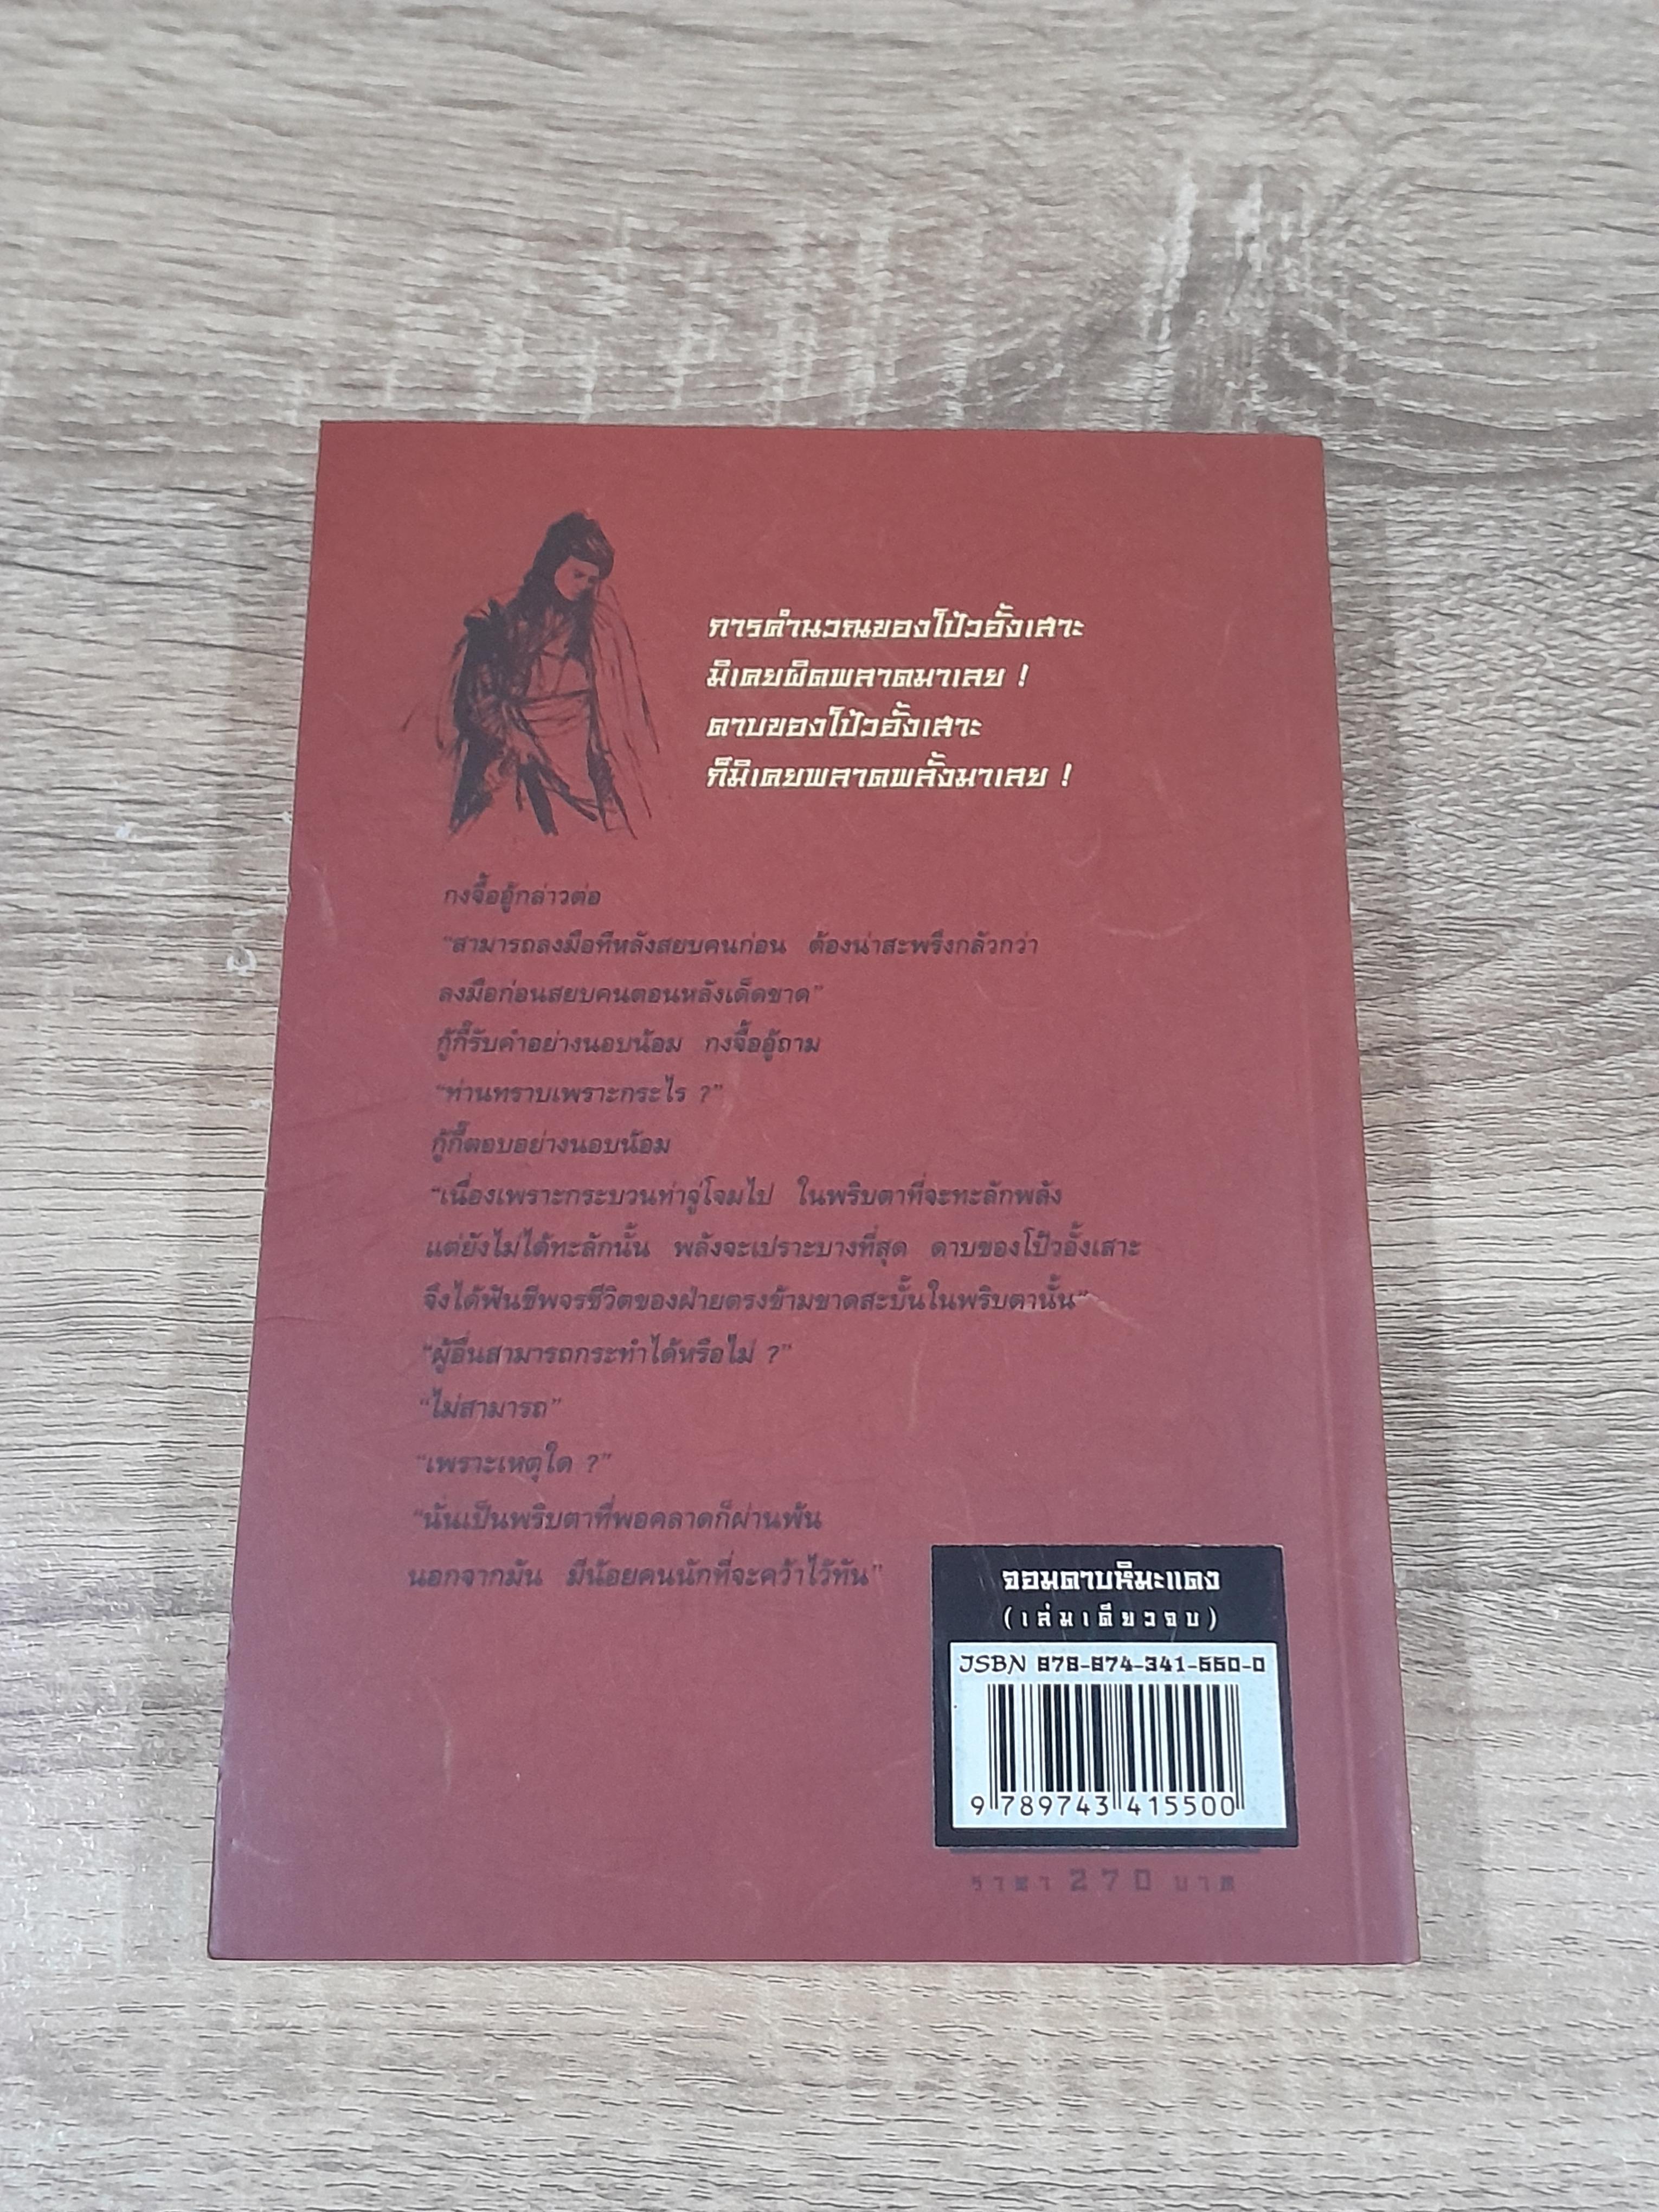 การคำนวณของโป้วอั้งเสาะ
มิเคยผิดพลาดมาเลย !
ดาบของโป้วอั้งเสาะ
ก็มิเคยพลาดพลั้งมาเลย !
กงจื้ออู้กล่าวต่อ
“สามารถลงมือทีหลังสยบคนก่อน ต้องน่าสะพรึงกลัวกว่า
ลงมือก่อนสยบคนตอนหลังเด็ดขาด”
กู้กี๊รับคำอย่างนอบน้อม กงจื้ออู้ถาม
“ท่านทราบเพราะกระไร ?”
กู้กี๊ตอบอย่างนอบน้อม
“เนื่องเพราะกระบวนท่าจู่โจมไป ในพริบตาที่จะทะลักพลัง
แต่ยังไม่ได้ทะลักนั้น พลังจะเปราะบางที่สุด ดาบของโป้วอั้งเสาะ
จึงได้ฟันชีพจรชีวิตของฝ่ายตรงข้ามขาดสะบั้นในพริบตานั้น”
“ผู้อื่นสามารถกระทำได้หรือไม่ ?”
“ไม่สามารถ”
“เพราะเหตุใด ?”
“นั่นเป็นพริบตาที่พอคลาดก็ผ่านพ้น
นอกจากมัน มีน้อยคนนักที่จะคว้าไว้ทัน”
จอมดาบหิมะแดง
(เล่มเดียวจบ)
ISBN 978-974-341-550-0
9 789743 415500
ราคา 270 บาท